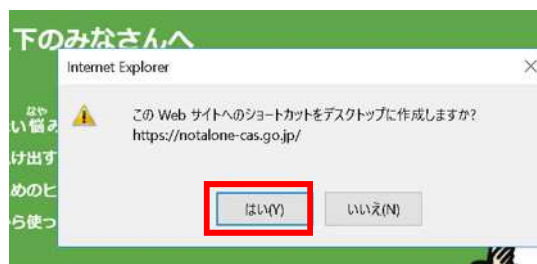 下のみなさんへ
Internet Explorer
この Web サイトへのショートカットをデスクトップに作成しますか?
https://notalone-cas.go.jp/
はい(Y)
いいえ(N)
なや
い悩み
け出す
めのヒ
ら使っ